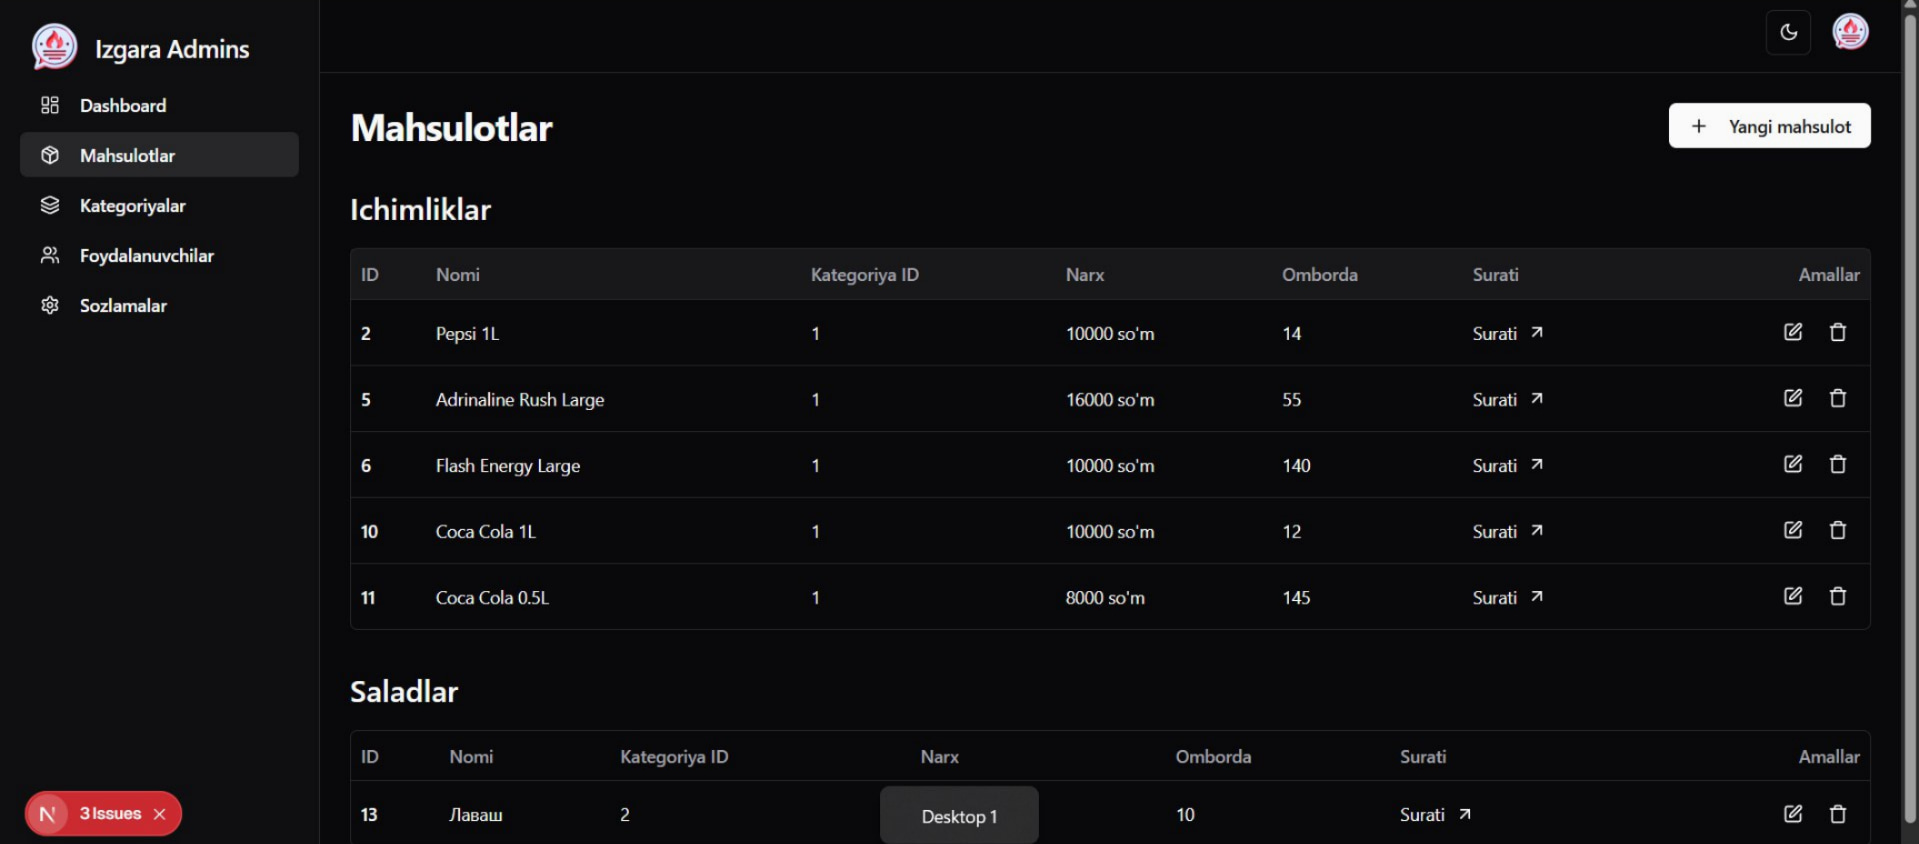 Izgara Admins
Dashboard
Mahsulotlar
Kategoriyalar
Foydalanuvchilar
Sozlamalar
N 3 Issues
Mahsulotlar
+ Yangi mahsulot
Ichimliklar
ID Nomi Kategoriya ID Narx Omborda Surati Amallar
2 Pepsi 1L 1 10000 so'm 14 Surati
5 Adrinaline Rush Large 1 16000 so'm 55 Surati
6 Flash Energy Large 1 10000 so'm 140 Surati
10 Coca Cola 1L 1 10000 so'm 12 Surati
11 Coca Cola 0.5L 1 8000 so'm 145 Surati
Saladlar
ID Nomi Kategoriya ID Narx Omborda Surati Amallar
13 Лаваш 2 Desktop 1 10 Surati